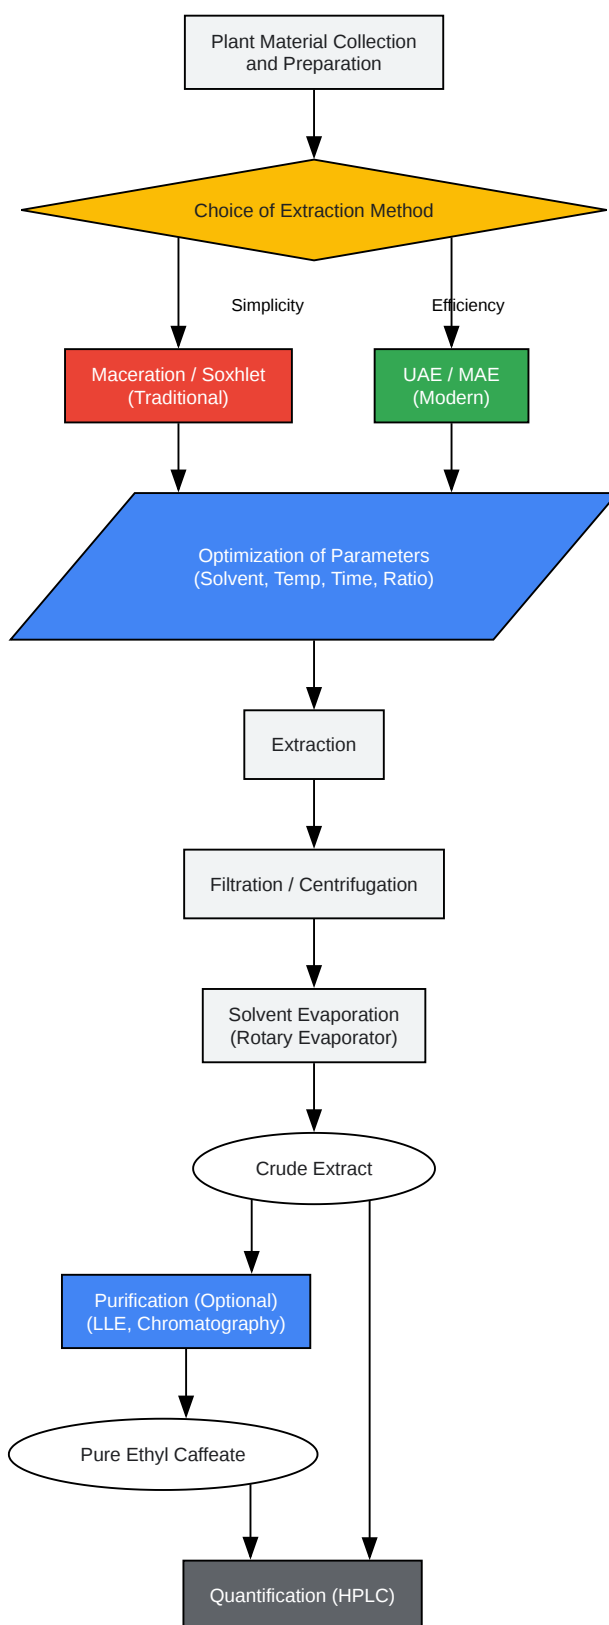 Plant Material Collection
and Preparation
Choice of Extraction Method
Simplicity
Efficiency
Maceration / Soxhlet
(Traditional)
UAE / MAE
(Modern)
Optimization of Parameters
(Solvent, Temp, Time, Ratio)
Extraction
Filtration / Centrifugation
Solvent Evaporation
(Rotary Evaporator)
Crude Extract
Purification (Optional)
(LLE, Chromatography)
Pure Ethyl Caffeate
Quantification (HPLC)